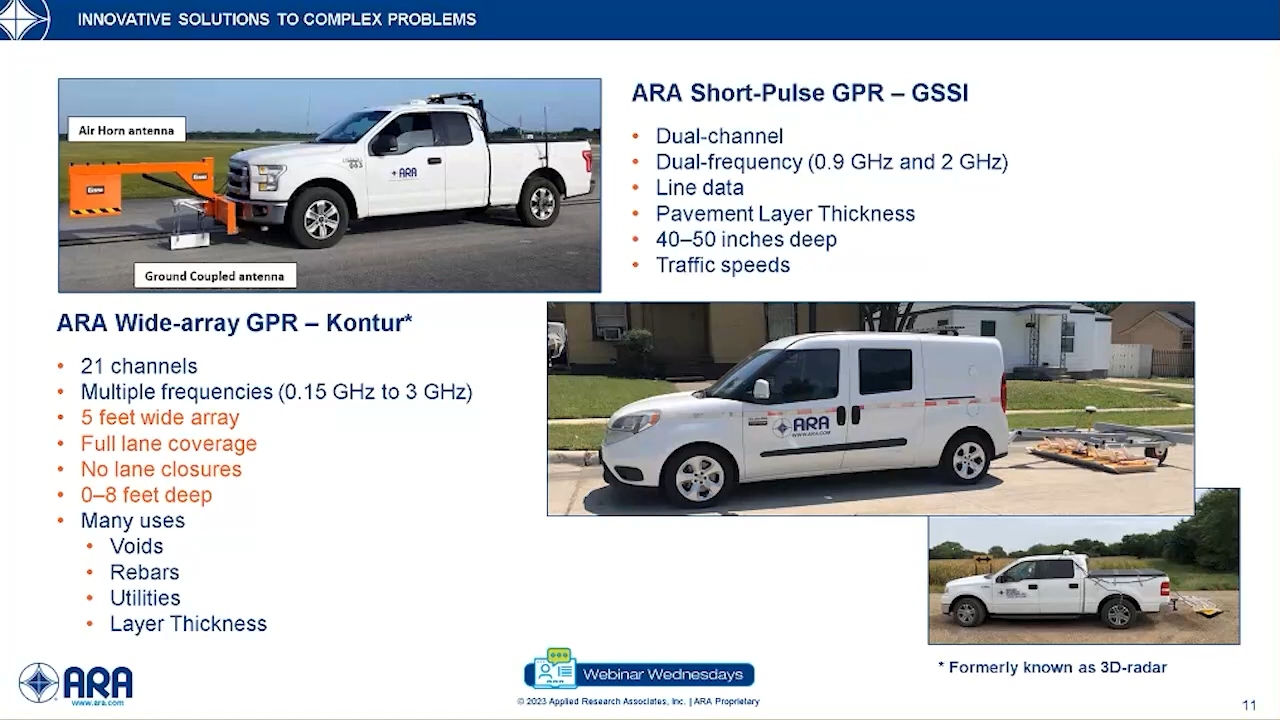 INNOVATIVE SOLUTIONS TO COMPLEX PROBLEMS
Air Horn antenna
ARA
Ground Coupled antenna
ARA Short-Pulse GPR – GSSI
• Dual-channel
• Dual-frequency (0.9 GHz and 2 GHz)
• Line data
• Pavement Layer Thickness
• 40–50 inches deep
• Traffic speeds
ARA Wide-array GPR – Kontur*
• 21 channels
• Multiple frequencies (0.15 GHz to 3 GHz)
• 5 feet wide array
• Full lane coverage
• No lane closures
• 0–8 feet deep
• Many uses
• Voids
• Rebars
• Utilities
• Layer Thickness
ARA
WWW.ARA.COM
* Formerly known as 3D-radar
ARA
www.ara.com
Webinar Wednesdays
© 2023 Applied Research Associates, Inc. | ARA Proprietary
11